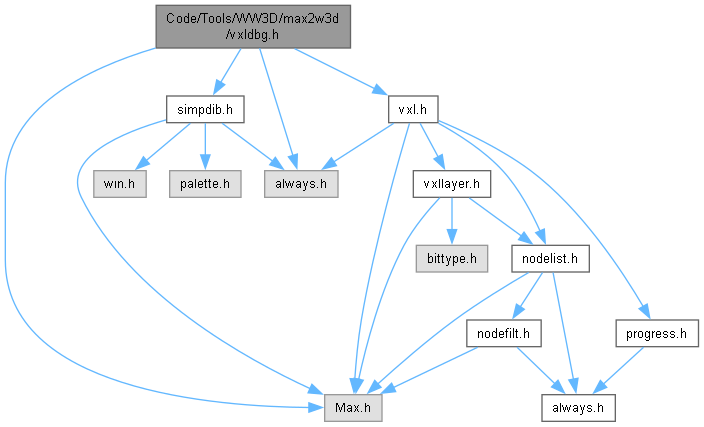 Code/Tools/WW3D/max2w3d
/vxldbg.h
simpdib.h
vxl.h
win.h
palette.h
always.h
vxllayer.h
bittype.h
nodelist.h
nodefilt.h
progress.h
Max.h
always.h